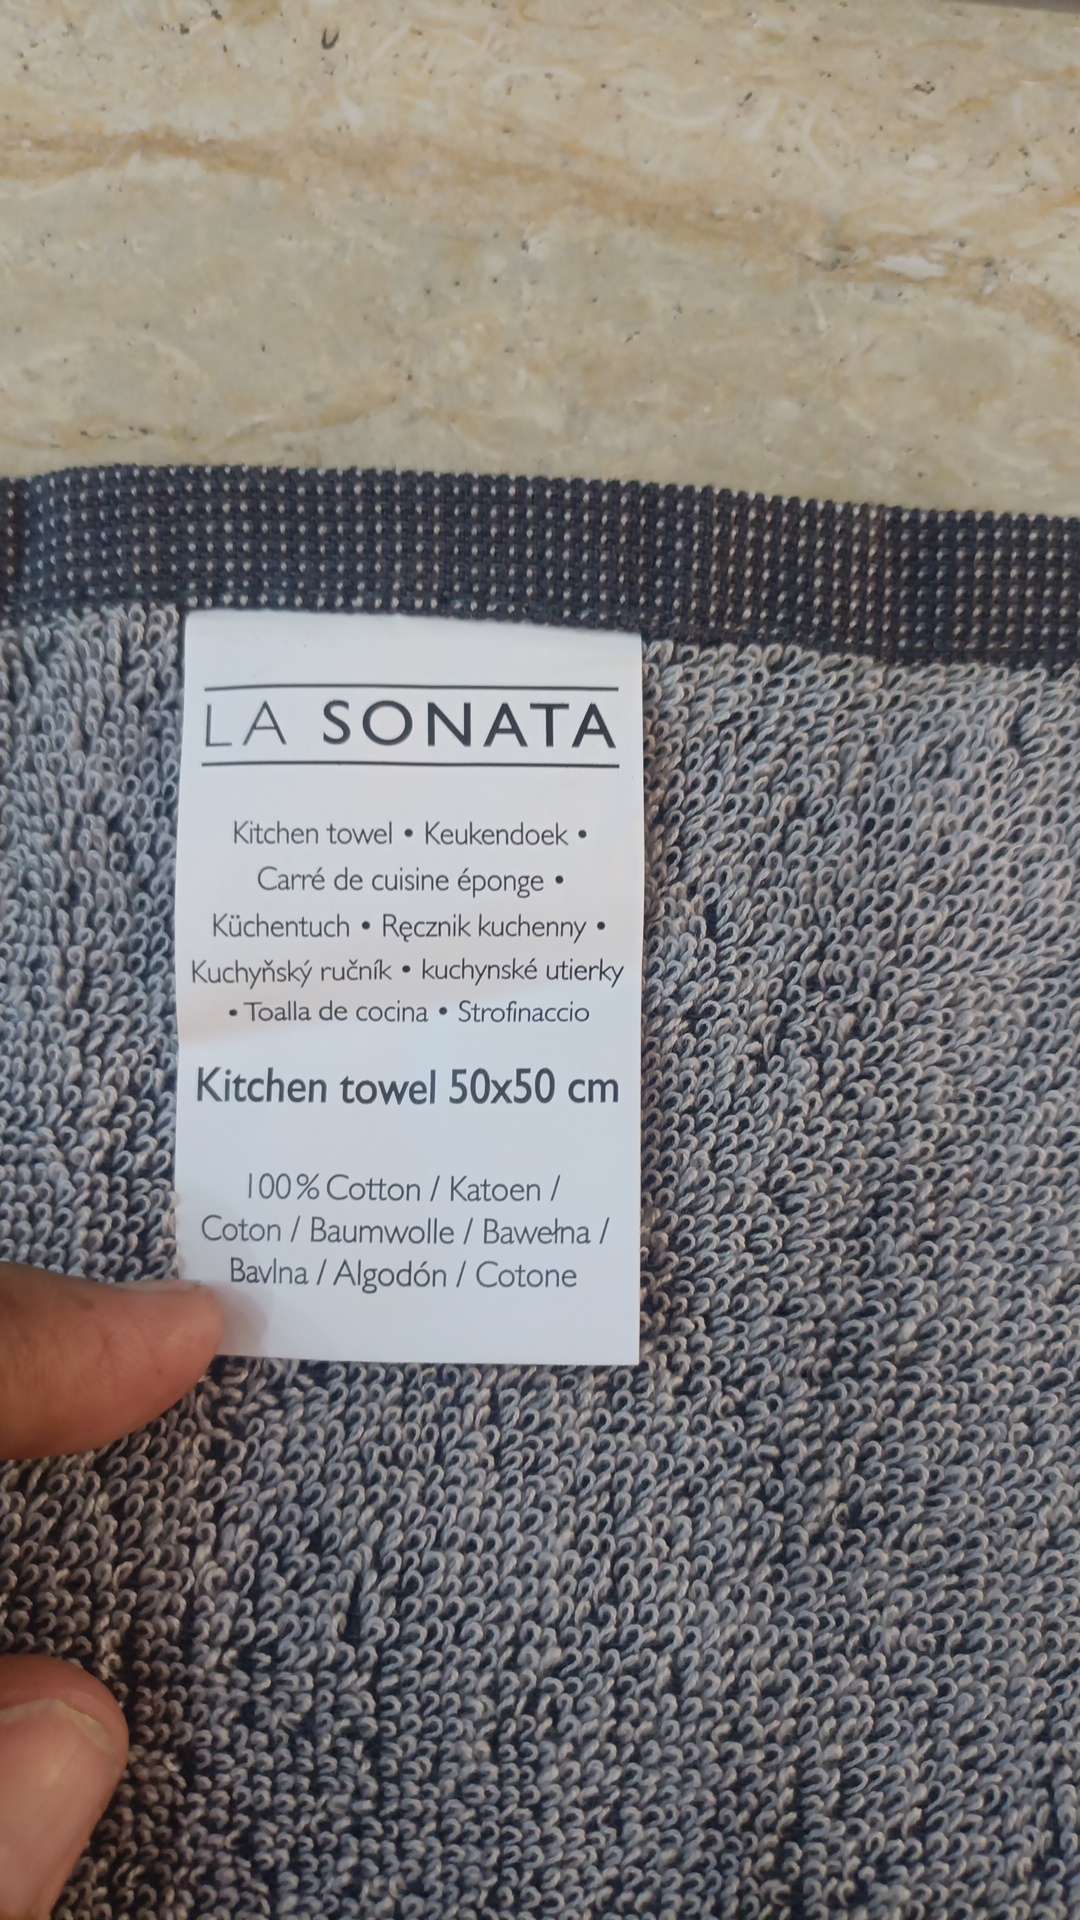 LA SONATA
Kitchen towel • Keukendoek •
Carré de cuisine éponge •
Küchentuch • Ręcznik kuchenny •
Kuchyňský ručník • kuchynské utierky
• Toalla de cocina • Strofinaccio
Kitchen towel 50x50 cm
100% Cotton / Katoen /
Coton / Baumwolle / Bawełna /
Bavlna / Algodón / Cotone